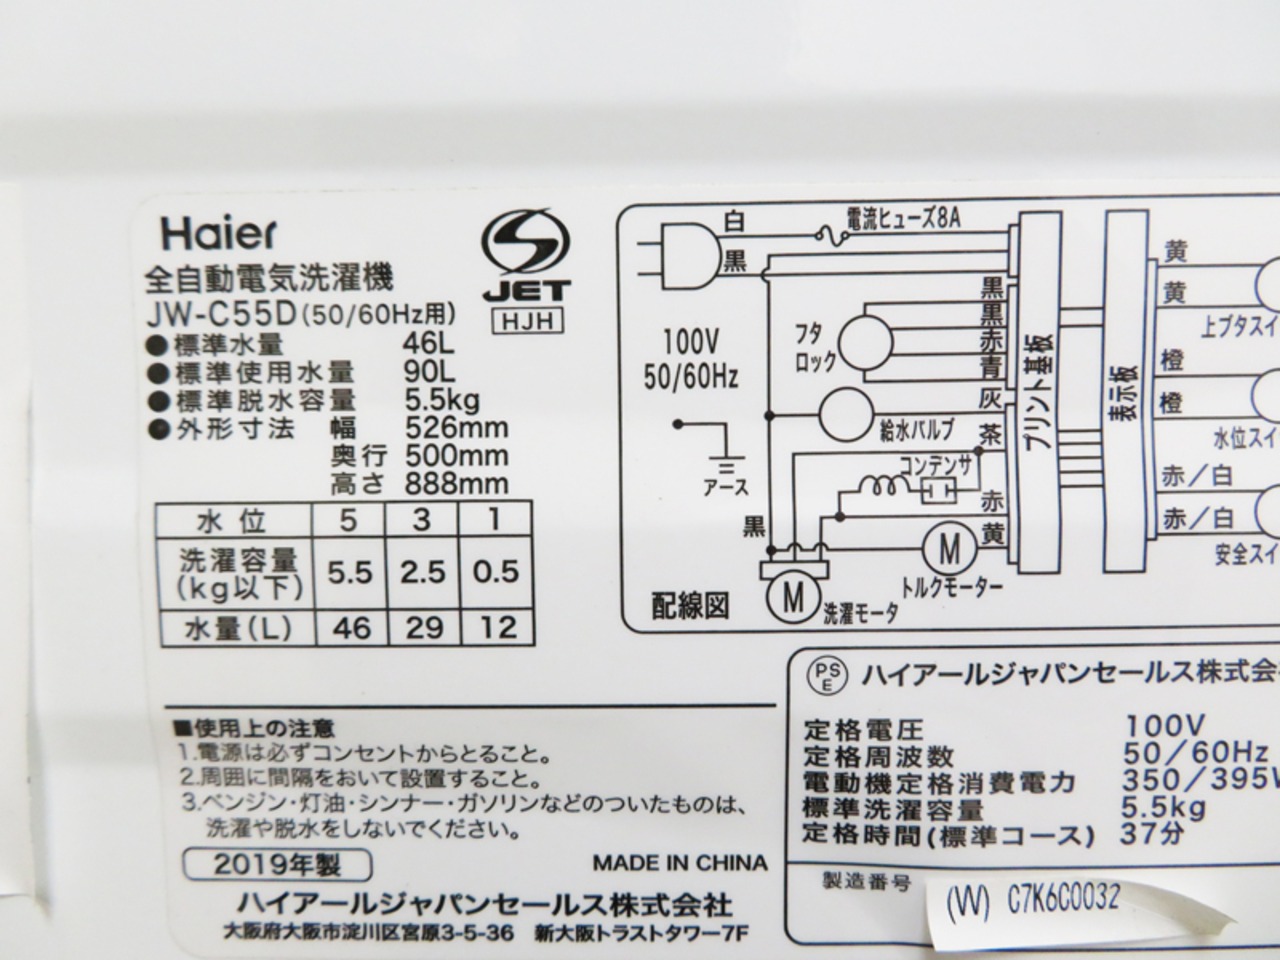 Haier
全自動電気洗濯機
JW-C55D(50/60Hz用)
JET
HJH
●標準水量 46L
●標準使用水量 90L
●標準脱水容量 5.5kg
●外形寸法 幅 526mm
奥行 500mm
高さ 888mm
水位 5 3 1
洗濯容量(kg以下) 5.5 2.5 0.5
水量(L) 46 29 12
白
電流ヒューズ8A
黒
100V
50/60Hz
アース
フタ
ロック
黒
黒
赤
青
灰
給水バルブ
茶
コンデンサ
赤
黒
黄
M
トルクモーター
M
洗濯モータ
配線図
プリント基板
表示板
黄
黄
上ブタスイ
橙
橙
水位スイ
赤/白
赤/白
安全スイ
■使用上の注意
1.電源は必ずコンセントからとること。
2.周囲に間隔をおいて設置すること。
3.ベンジン・灯油・シンナー・ガソリンなどのついたものは、
洗濯や脱水をしないでください。
2019年製
MADE IN CHINA
ハイアールジャパンセールス株式会社
大阪府大阪市淀川区宮原3-5-36 新大阪トラストタワー7F
PSE
ハイアールジャパンセールス株式会
定格電圧 100V
定格周波数 50/60Hz
電動機定格消費電力 350/395W
標準洗濯容量 5.5kg
定格時間(標準コース) 37分
製造番号
(W) C7K6C0032